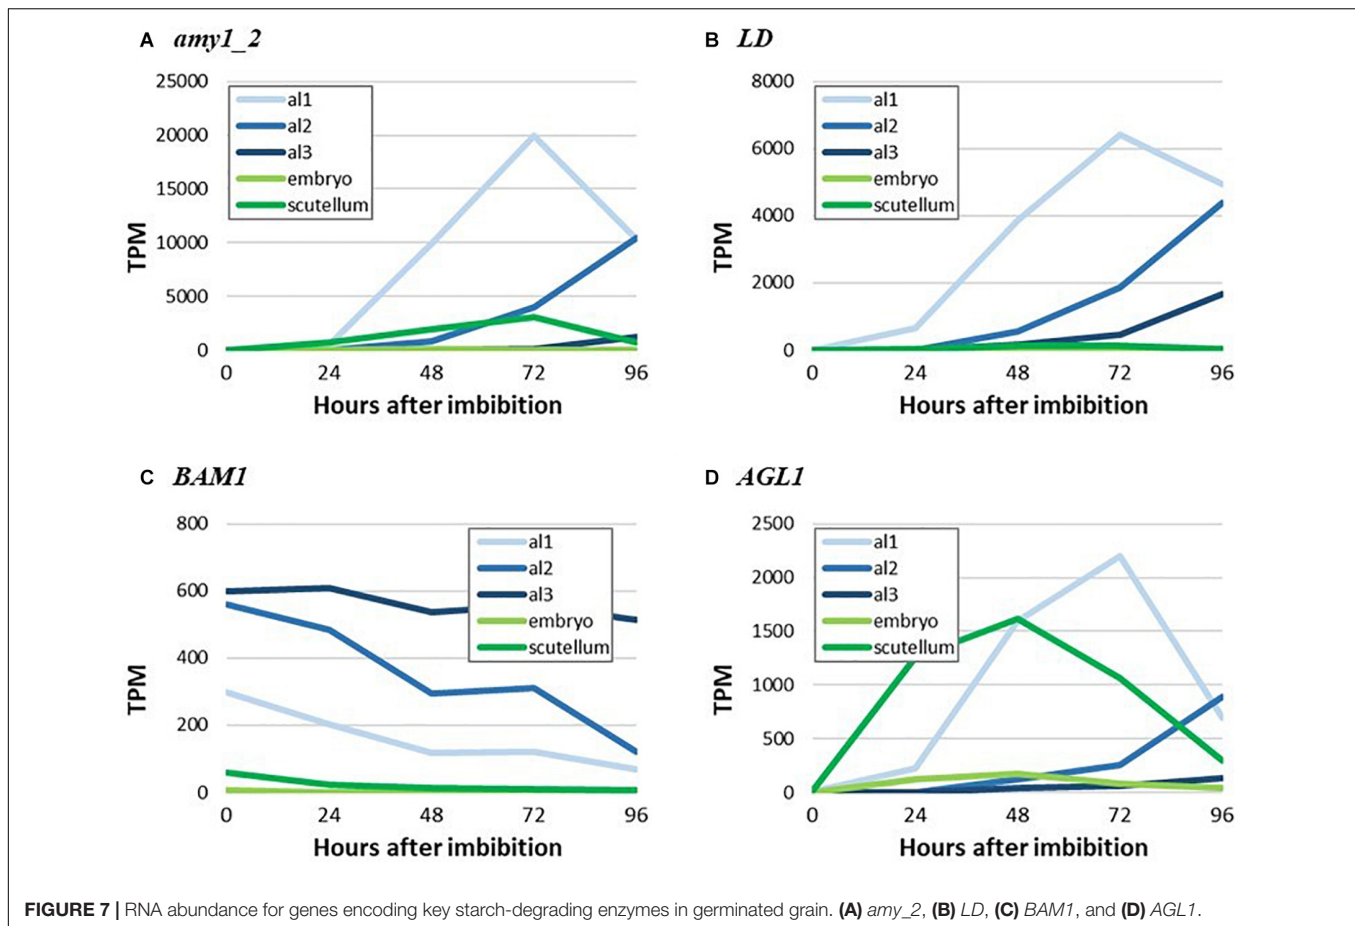 A amy1_2
25000
20000
15000
10000
5000
0
TPM
al1
al2
al3
embryo
scutellum
0 24 48 72 96
Hours after imbibition
B LD
8000
6000
4000
2000
0
TPM
al1
al2
al3
embryo
scutellum
0 24 48 72 96
Hours after imbibition
C BAM1
800
600
400
200
0
TPM
al1
al2
al3
embryo
scutellum
0 24 48 72 96
Hours after imbibition
D AGL1
2500
2000
1500
1000
500
0
TPM
al1
al2
al3
embryo
scutellum
0 24 48 72 96
Hours after imbibition
FIGURE 7 | RNA abundance for genes encoding key starch-degrading enzymes in germinated grain. (A) amy_2, (B) LD, (C) BAM1, and (D) AGL1.